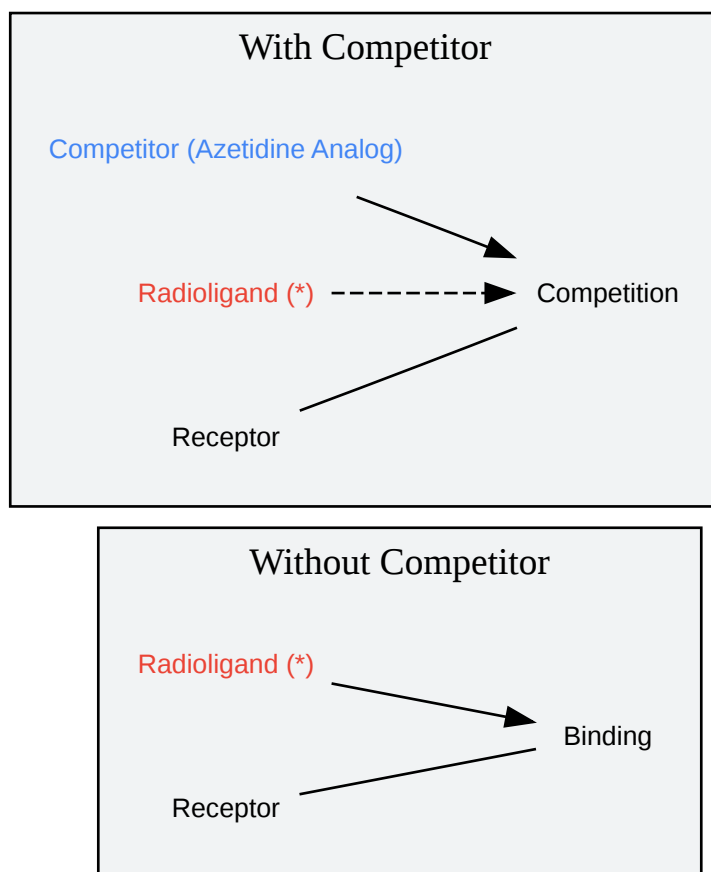 With Competitor
Competitor (Azetidine Analog)
Radioligand (*)
Competition
Receptor
Without Competitor
Radioligand (*)
Binding
Receptor